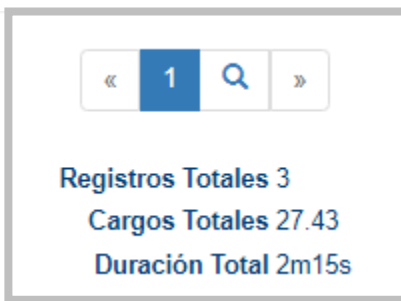 « 1 »
Registros Totales 3
Cargos Totales 27.43
Duración Total 2m15s